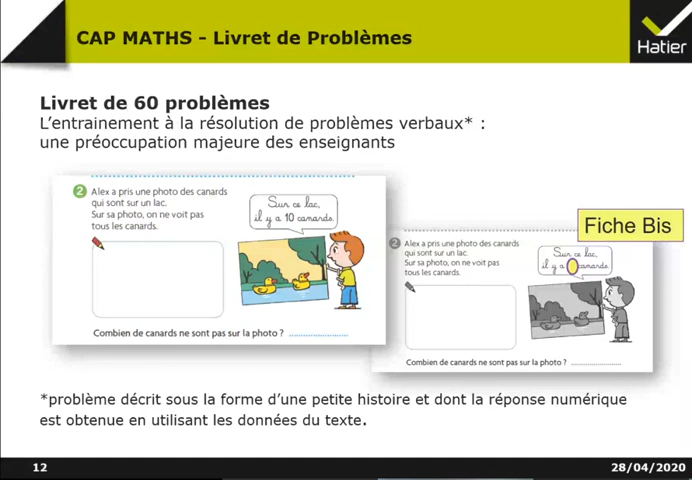 CAP MATHS - Livret de Problèmes
Hatier
Livret de 60 problèmes
L'entrainement à la résolution de problèmes verbaux* :
une préoccupation majeure des enseignants
2 Alex a pris une photo des canards
qui sont sur un lac.
Sur sa photo, on ne voit pas
tous les canards.
Sur ce lac,
il y a 10 canards.
Combien de canards ne sont pas sur la photo ?
Fiche Bis
2 Alex a pris une photo des canards
qui sont sur un lac.
Sur sa photo, on ne voit pas
tous les canards.
Sur ce lac,
il y a canards.
Combien de canards ne sont pas sur la photo ?
*problème décrit sous la forme d'une petite histoire et dont la réponse numérique
est obtenue en utilisant les données du texte.
12
28/04/2020